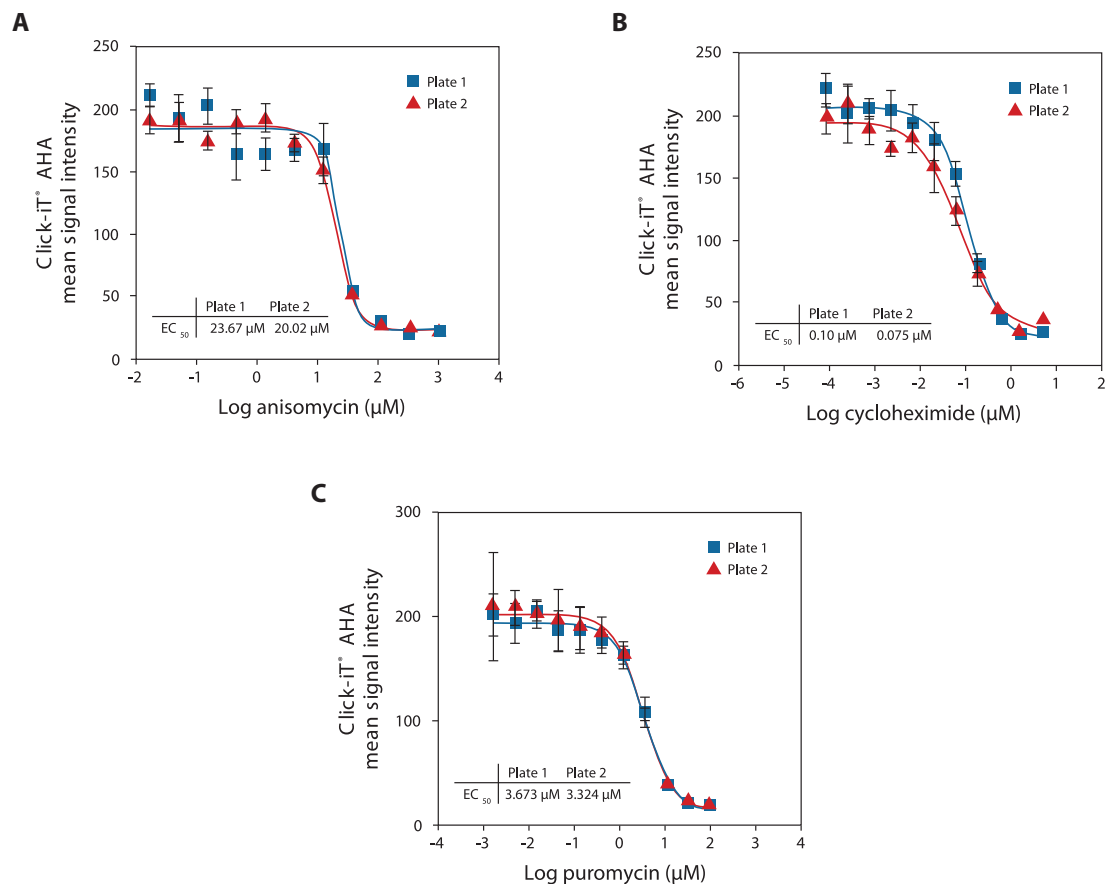 A
250
200
150
100
50
0
Click-iT® AHA
mean signal intensity
Plate 1
Plate 2
Plate 1 Plate 2
EC 50 23.67 µM 20.02 µM
-2 -1 0 1 2 3 4
Log anisomycin (µM)
B
250
200
150
100
50
0
Click-iT® AHA
mean signal intensity
Plate 1
Plate 2
Plate 1 Plate 2
EC 50 0.10 µM 0.075 µM
-6 -5 -4 -3 -2 -1 0 1 2
Log cycloheximide (µM)
C
300
200
100
0
Click-iT® AHA
mean signal intensity
Plate 1
Plate 2
Plate 1 Plate 2
EC 50 3.673 µM 3.324 µM
-4 -3 -2 -1 0 1 2 3 4
Log puromycin (µM)